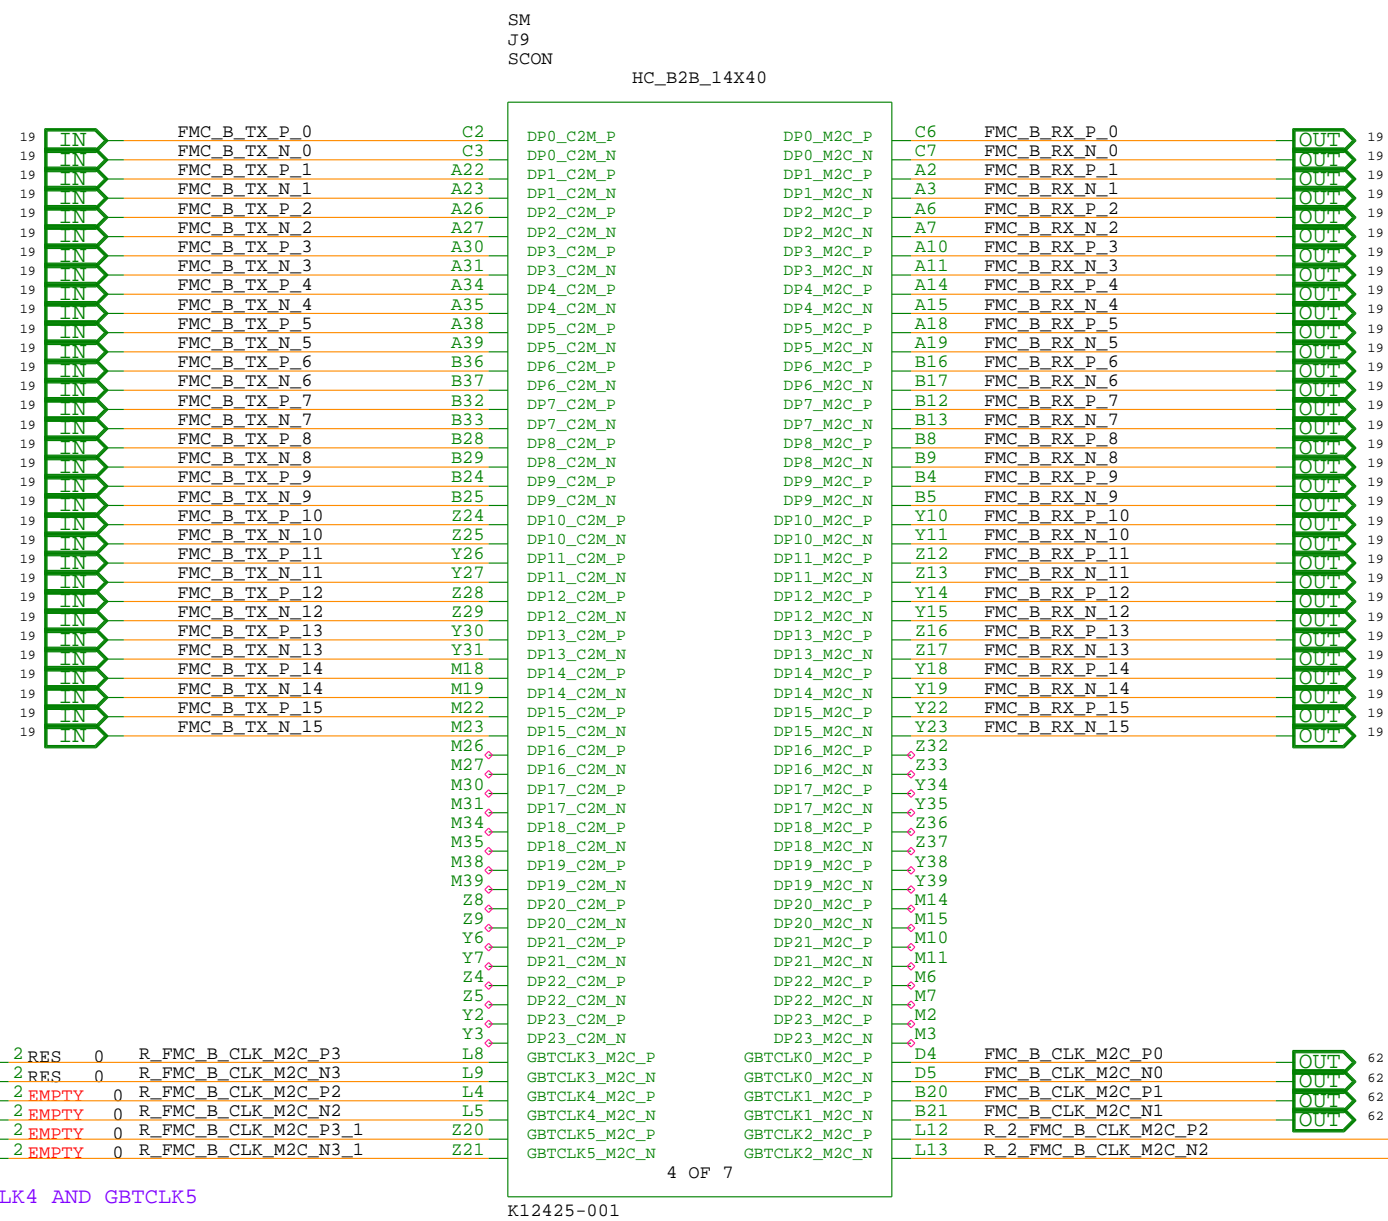 SM
J9
SCON
HC_B2B_14X40
19 IN FMC_B_TX_P_0 C2 DP0_C2M_P DP0_M2C_P C6 FMC_B_RX_P_0 OUT 19
19 IN FMC_B_TX_N_0 C3 DP0_C2M_N DP0_M2C_N C7 FMC_B_RX_N_0 OUT 19
19 IN FMC_B_TX_P_1 A22 DP1_C2M_P DP1_M2C_P A2 FMC_B_RX_P_1 OUT 19
19 IN FMC_B_TX_N_1 A23 DP1_C2M_N DP1_M2C_N A3 FMC_B_RX_N_1 OUT 19
19 IN FMC_B_TX_P_2 A26 DP2_C2M_P DP2_M2C_P A6 FMC_B_RX_P_2 OUT 19
19 IN FMC_B_TX_N_2 A27 DP2_C2M_N DP2_M2C_N A7 FMC_B_RX_N_2 OUT 19
19 IN FMC_B_TX_P_3 A30 DP3_C2M_P DP3_M2C_P A10 FMC_B_RX_P_3 OUT 19
19 IN FMC_B_TX_N_3 A31 DP3_C2M_N DP3_M2C_N A11 FMC_B_RX_N_3 OUT 19
19 IN FMC_B_TX_P_4 A34 DP4_C2M_P DP4_M2C_P A14 FMC_B_RX_P_4 OUT 19
19 IN FMC_B_TX_N_4 A35 DP4_C2M_N DP4_M2C_N A15 FMC_B_RX_N_4 OUT 19
19 IN FMC_B_TX_P_5 A38 DP5_C2M_P DP5_M2C_P A18 FMC_B_RX_P_5 OUT 19
19 IN FMC_B_TX_N_5 A39 DP5_C2M_N DP5_M2C_N A19 FMC_B_RX_N_5 OUT 19
19 IN FMC_B_TX_P_6 B36 DP6_C2M_P DP6_M2C_P B16 FMC_B_RX_P_6 OUT 19
19 IN FMC_B_TX_N_6 B37 DP6_C2M_N DP6_M2C_N B17 FMC_B_RX_N_6 OUT 19
19 IN FMC_B_TX_P_7 B32 DP7_C2M_P DP7_M2C_P B12 FMC_B_RX_P_7 OUT 19
19 IN FMC_B_TX_N_7 B33 DP7_C2M_N DP7_M2C_N B13 FMC_B_RX_N_7 OUT 19
19 IN FMC_B_TX_P_8 B28 DP8_C2M_P DP8_M2C_P B8 FMC_B_RX_P_8 OUT 19
19 IN FMC_B_TX_N_8 B29 DP8_C2M_N DP8_M2C_N B9 FMC_B_RX_N_8 OUT 19
19 IN FMC_B_TX_P_9 B24 DP9_C2M_P DP9_M2C_P B4 FMC_B_RX_P_9 OUT 19
19 IN FMC_B_TX_N_9 B25 DP9_C2M_N DP9_M2C_N B5 FMC_B_RX_N_9 OUT 19
19 IN FMC_B_TX_P_10 Z24 DP10_C2M_P DP10_M2C_P Y10 FMC_B_RX_P_10 OUT 19
19 IN FMC_B_TX_N_10 Z25 DP10_C2M_N DP10_M2C_N Y11 FMC_B_RX_N_10 OUT 19
19 IN FMC_B_TX_P_11 Y26 DP11_C2M_P DP11_M2C_P Z12 FMC_B_RX_P_11 OUT 19
19 IN FMC_B_TX_N_11 Y27 DP11_C2M_N DP11_M2C_N Z13 FMC_B_RX_N_11 OUT 19
19 IN FMC_B_TX_P_12 Z28 DP12_C2M_P DP12_M2C_P Y14 FMC_B_RX_P_12 OUT 19
19 IN FMC_B_TX_N_12 Z29 DP12_C2M_N DP12_M2C_N Y15 FMC_B_RX_N_12 OUT 19
19 IN FMC_B_TX_P_13 Y30 DP13_C2M_P DP13_M2C_P Z16 FMC_B_RX_P_13 OUT 19
19 IN FMC_B_TX_N_13 Y31 DP13_C2M_N DP13_M2C_N Z17 FMC_B_RX_N_13 OUT 19
19 IN FMC_B_TX_P_14 M18 DP14_C2M_P DP14_M2C_P Y18 FMC_B_RX_P_14 OUT 19
19 IN FMC_B_TX_N_14 M19 DP14_C2M_N DP14_M2C_N Y19 FMC_B_RX_N_14 OUT 19
19 IN FMC_B_TX_P_15 M22 DP15_C2M_P DP15_M2C_P Y22 FMC_B_RX_P_15 OUT 19
19 IN FMC_B_TX_N_15 M23 DP15_C2M_N DP15_M2C_N Y23 FMC_B_RX_N_15 OUT 19
M26 DP16_C2M_P DP16_M2C_P Z32
M27 DP16_C2M_N DP16_M2C_N Z33
M30 DP17_C2M_P DP17_M2C_P Y34
M31 DP17_C2M_N DP17_M2C_N Y35
M34 DP18_C2M_P DP18_M2C_P Z36
M35 DP18_C2M_N DP18_M2C_N Z37
M38 DP19_C2M_P DP19_M2C_P Y38
M39 DP19_C2M_N DP19_M2C_N Y39
Z8 DP20_C2M_P DP20_M2C_P M14
Z9 DP20_C2M_N DP20_M2C_N M15
Y6 DP21_C2M_P DP21_M2C_P M10
Y7 DP21_C2M_N DP21_M2C_N M11
Z4 DP22_C2M_P DP22_M2C_P M6
Z5 DP22_C2M_N DP22_M2C_N M7
Y2 DP23_C2M_P DP23_M2C_P M2
Y3 DP23_C2M_N DP23_M2C_N M3
2 RES 0 R_FMC_B_CLK_M2C_P3 L8 GBTCLK3_M2C_P GBTCLK0_M2C_P D4 FMC_B_CLK_M2C_P0 OUT 62
2 RES 0 R_FMC_B_CLK_M2C_N3 L9 GBTCLK3_M2C_N GBTCLK0_M2C_N D5 FMC_B_CLK_M2C_N0 OUT 62
2 EMPTY 0 R_FMC_B_CLK_M2C_P2 L4 GBTCLK4_M2C_P GBTCLK1_M2C_P B20 FMC_B_CLK_M2C_P1 OUT 62
2 EMPTY 0 R_FMC_B_CLK_M2C_N2 L5 GBTCLK4_M2C_N GBTCLK1_M2C_N B21 FMC_B_CLK_M2C_N1 OUT 62
2 EMPTY 0 R_FMC_B_CLK_M2C_P3_1 Z20 GBTCLK5_M2C_P GBTCLK2_M2C_P L12 R_2_FMC_B_CLK_M2C_P2
2 EMPTY 0 R_FMC_B_CLK_M2C_N3_1 Z21 GBTCLK5_M2C_N GBTCLK2_M2C_N L13 R_2_FMC_B_CLK_M2C_N2
4 OF 7
LK4 AND GBTCLK5
K12425-001